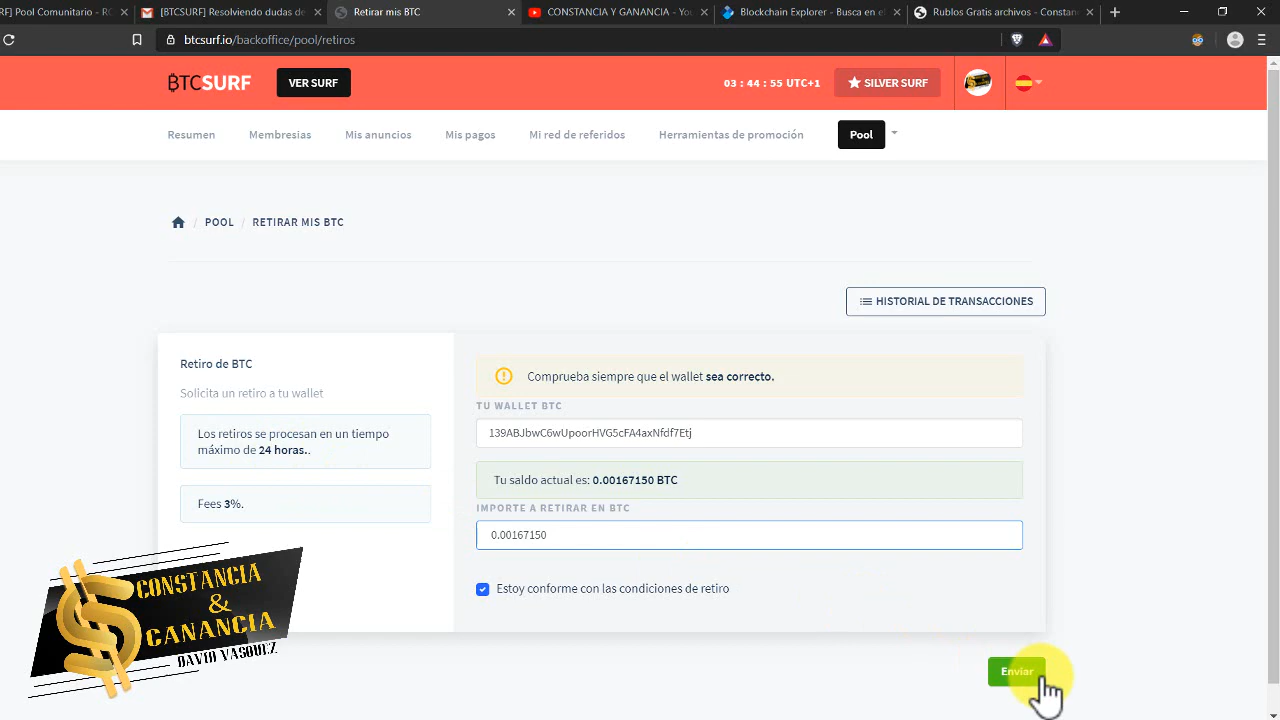 RF] Pool Comunitario - RC
[BTCSURF] Resolviendo dudas de
Retirar mis BTC
CONSTANCIA Y GANANCIA - You
Blockchain Explorer - Busca en el
Rublos Gratis archivos - Constan
btcsurf.io/backoffice/pool/retiros
BTCSURF
VER SURF
03 : 44 : 55 UTC+1
SILVER SURF
Resumen
Membresias
Mis anuncios
Mis pagos
Mi red de referidos
Herramientas de promoción
Pool
POOL / RETIRAR MIS BTC
HISTORIAL DE TRANSACCIONES
Retiro de BTC
Solicita un retiro a tu wallet
Los retiros se procesan en un tiempo
máximo de 24 horas..
Fees 3%.
Comprueba siempre que el wallet sea correcto.
TU WALLET BTC
139ABJbwC6wUpoorHVG5cFA4axNfdf7Etj
Tu saldo actual es: 0.00167150 BTC
IMPORTE A RETIRAR EN BTC
0.00167150
Estoy conforme con las condiciones de retiro
Enviar
CONSTANCIA
&
GANANCIA
DAVID VASQUEZ